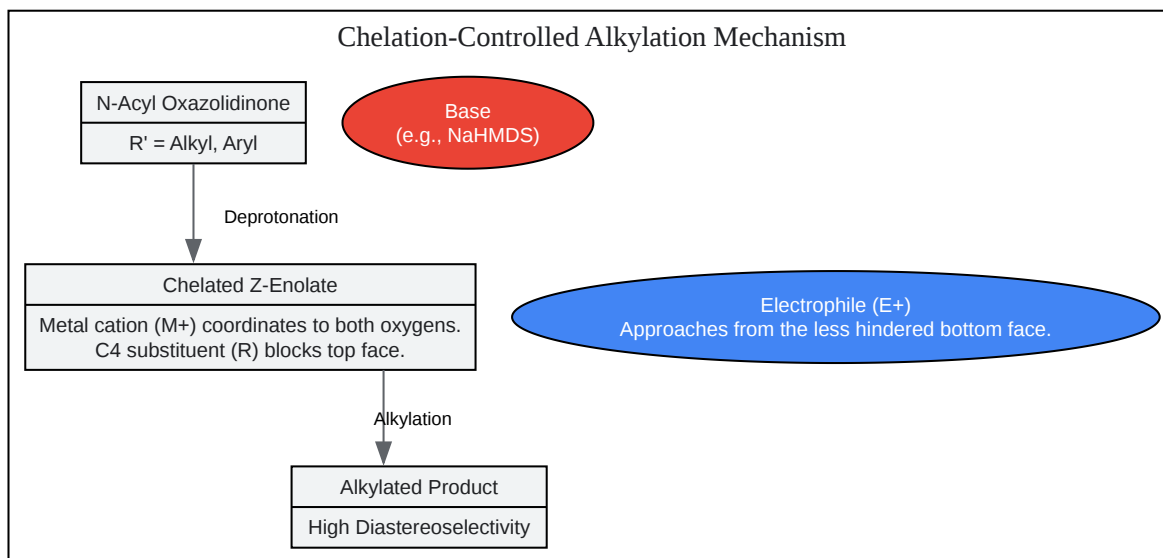 Chelation-Controlled Alkylation Mechanism
N-Acyl Oxazolidinone
R' = Alkyl, Aryl
Base
(e.g., NaHMDS)
Deprotonation
Chelated Z-Enolate
Metal cation (M+) coordinates to both oxygens.
C4 substituent (R) blocks top face.
Electrophile (E+)
Approaches from the less hindered bottom face.
Alkylation
Alkylated Product
High Diastereoselectivity